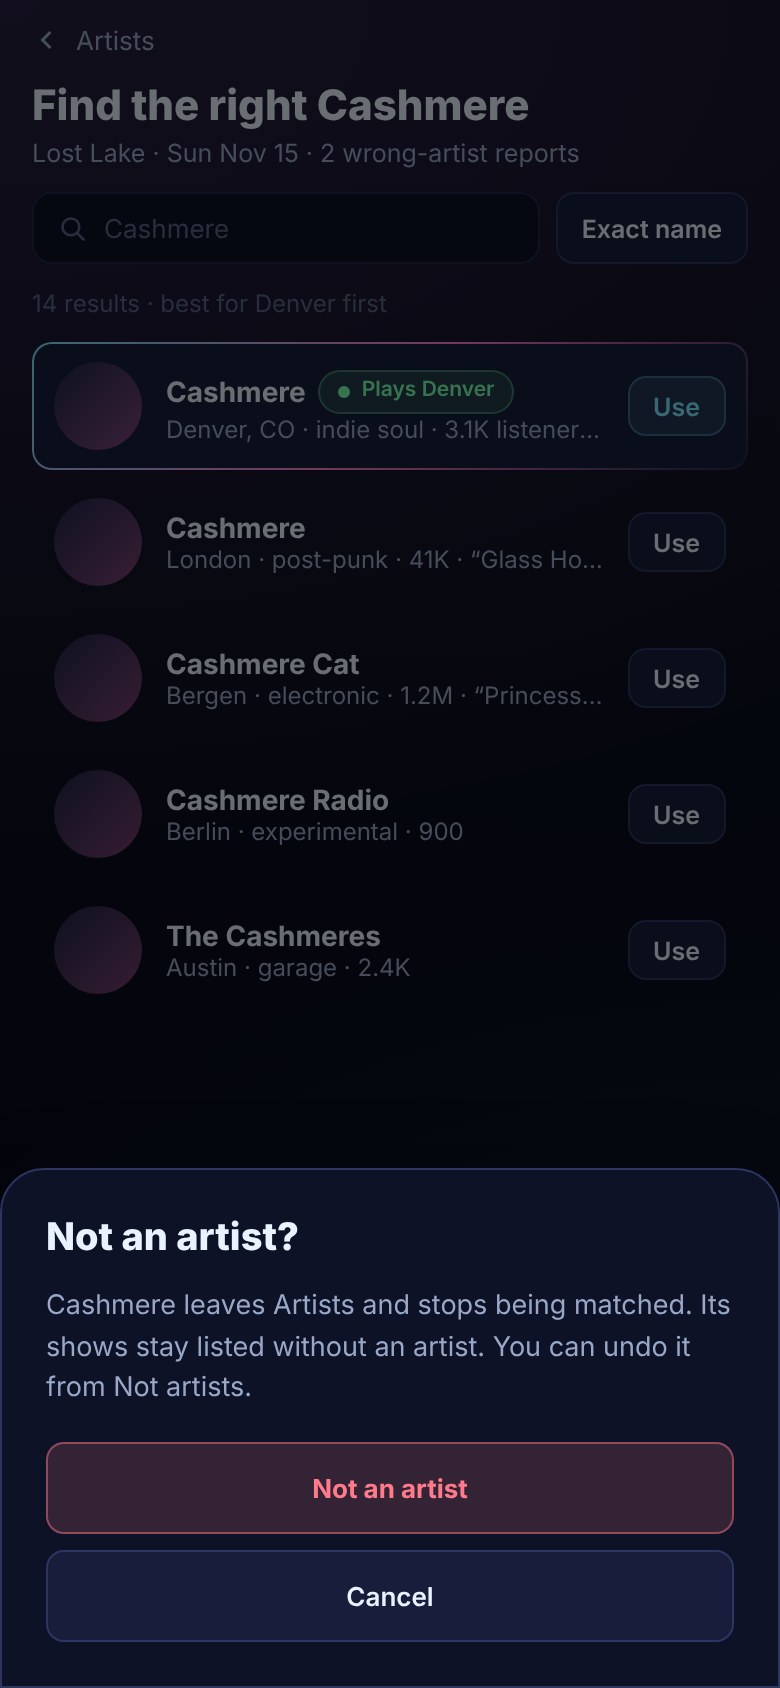 Artists
Find the right Cashmere
Lost Lake · Sun Nov 15 · 2 wrong-artist reports
Cashmere
Exact name
14 results · best for Denver first
Cashmere
Plays Denver
Denver, CO · indie soul · 3.1K listener...
Use
Cashmere
London · post-punk · 41K · “Glass Ho...
Use
Cashmere Cat
Bergen · electronic · 1.2M · “Princess...
Use
Cashmere Radio
Berlin · experimental · 900
Use
The Cashmeres
Austin · garage · 2.4K
Use
Not an artist?
Cashmere leaves Artists and stops being matched. Its
shows stay listed without an artist. You can undo it
from Not artists.
Not an artist
Cancel